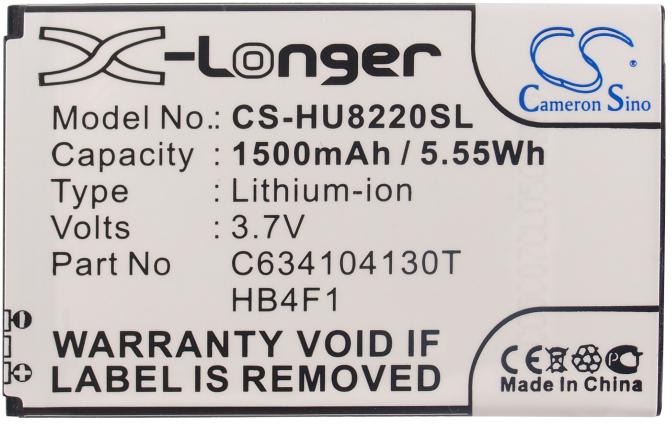 X-Longer
CS
Cameron Sino
Model No.: CS-HU8220SL
Capacity : 1500mAh / 5.55Wh
Type : Lithium-ion
Volts : 3.7V
Part No C634104130T
HB4F1
WARRANTY VOID IF
LABEL IS REMOVED
CE PCT
Made In China